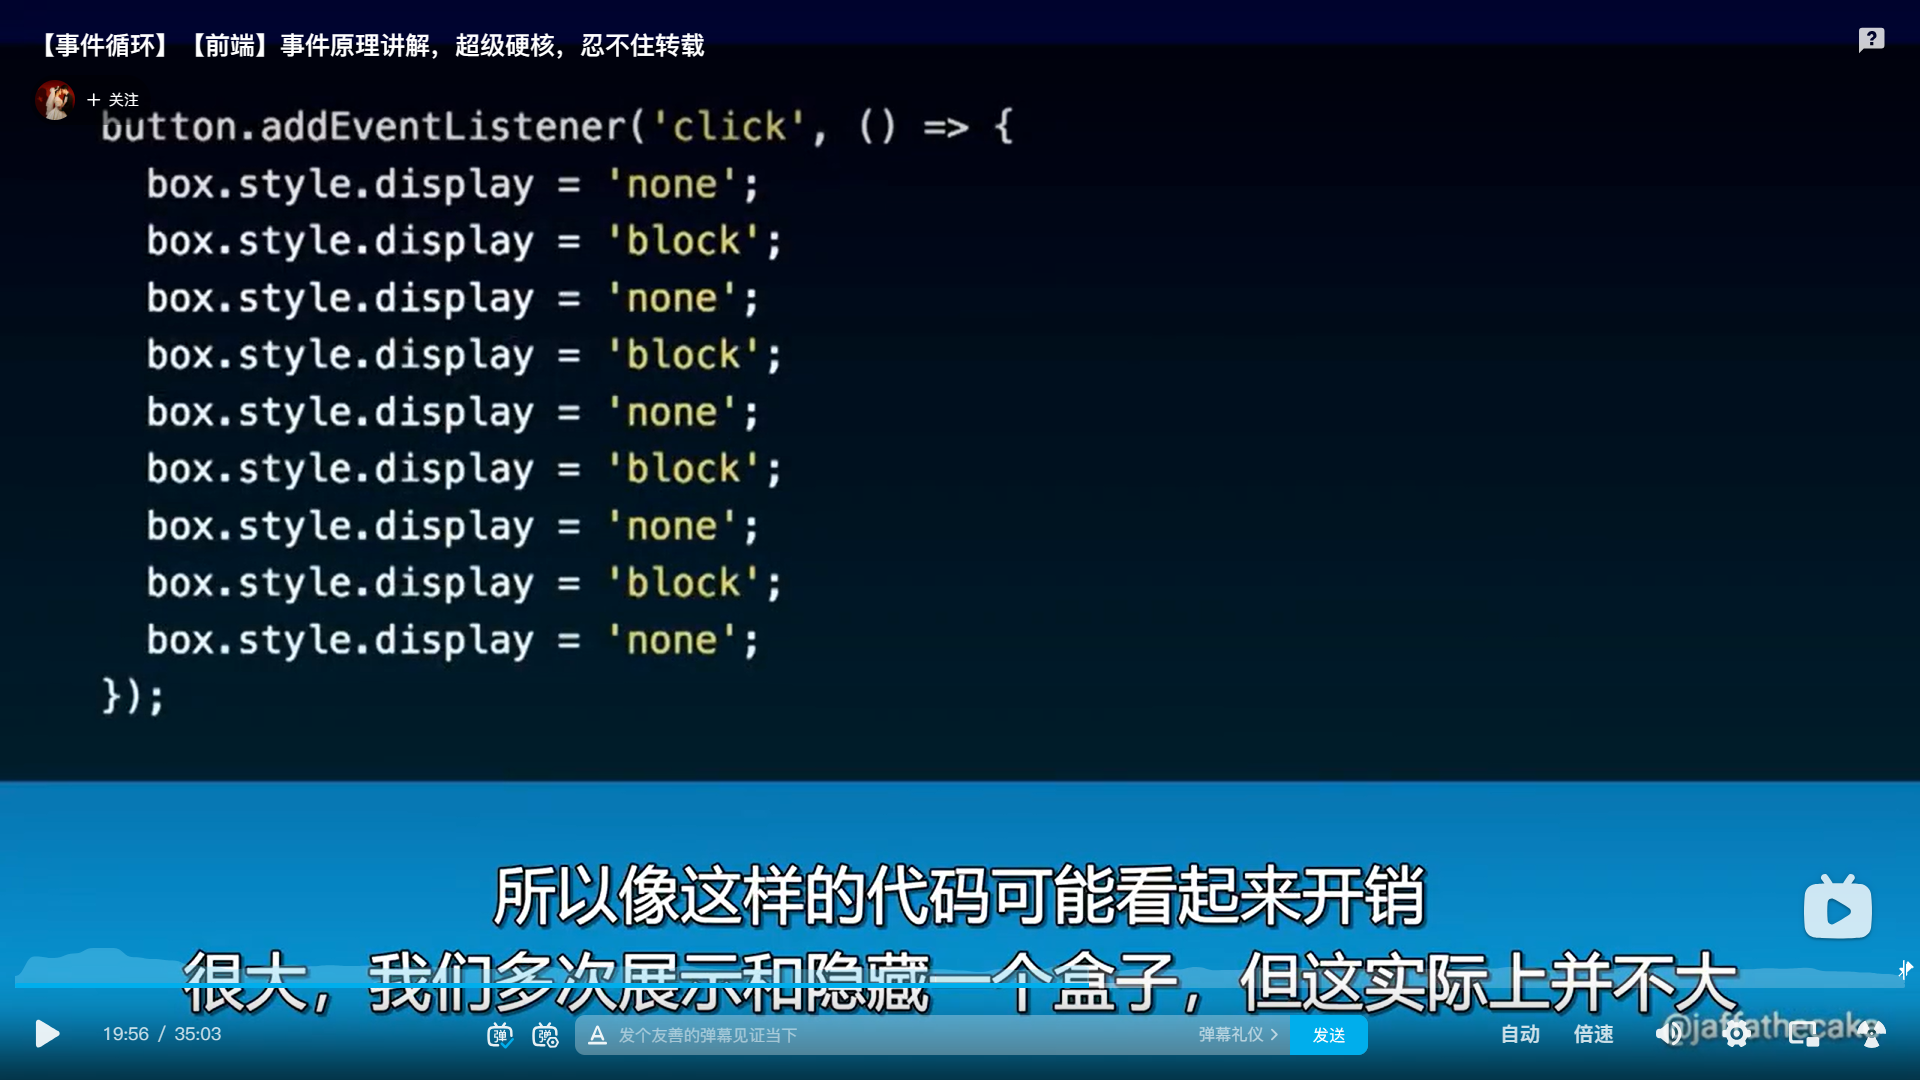 【事件循环】【前端】事件原理讲解，超级硬核，忍不住转载
+ 关注
button.addEventListener('click', () => {
  box.style.display = 'none';
  box.style.display = 'block';
  box.style.display = 'none';
  box.style.display = 'block';
  box.style.display = 'none';
  box.style.display = 'block';
  box.style.display = 'none';
  box.style.display = 'block';
  box.style.display = 'none';
});
所以像这样的代码可能看起来开销
很大，我们多次展示和隐藏一个盒子，但这实际上并不大
@jaffathecake
19:56 / 35:03
弹
弹
A 发个友善的弹幕见证当下
弹幕礼仪 >
发送
自动
倍速